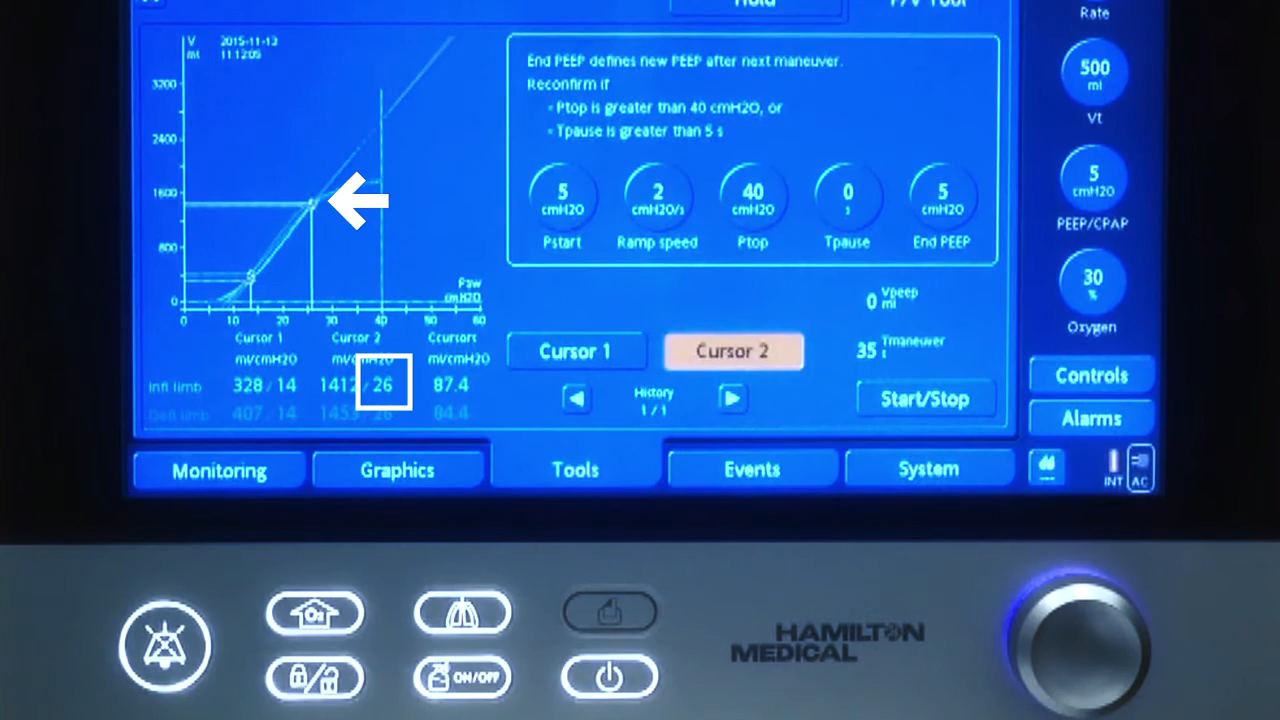 Hold
P/V Tool
Rate
V
ml
2015-11-13
11:12:05
3200
2400
1600
800
0
0
10
20
30
40
50
60
Paw
cmH2O
End PEEP defines new PEEP after next maneuver.
Reconfirm if
- Ptop is greater than 40 cmH2O, or
- Tpause is greater than 5 s
5
cmH2O
Pstart
2
cmH2O/s
Ramp speed
40
cmH2O
Ptop
0
s
Tpause
5
cmH2O
End PEEP
500
ml
Vt
5
cmH2O
PEEP/CPAP
30
%
Oxygen
0 Vpeep
ml
35 Tmaneuver
s
Cursor 1 Cursor 2 Ccursors
ml/cmH2O ml/cmH2O ml/cmH2O
Infl limb 328 / 14 1412 / 26 87.4
Defl limb 407 / 14 1453 / 26 84.4
Cursor 1
Cursor 2
History
1 / 1
Start/Stop
Controls
Alarms
Monitoring
Graphics
Tools
Events
System
INT
AC
O2
ON/OFF
HAMILTON
MEDICAL